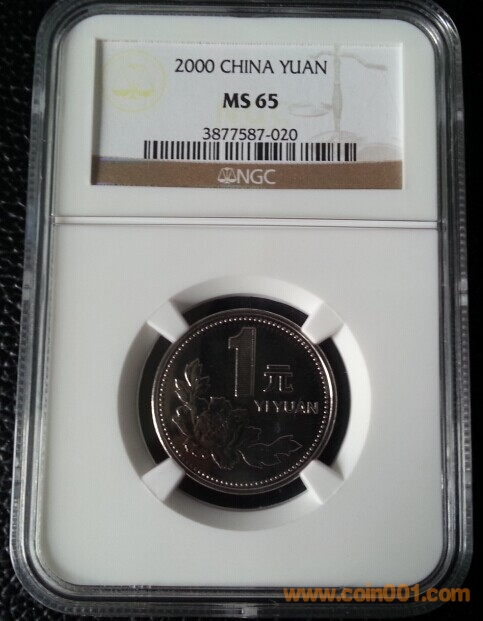 2000 CHINA YUAN
MS 65
3877587-020
NGC
1元
YI YUAN
www.coin001.com